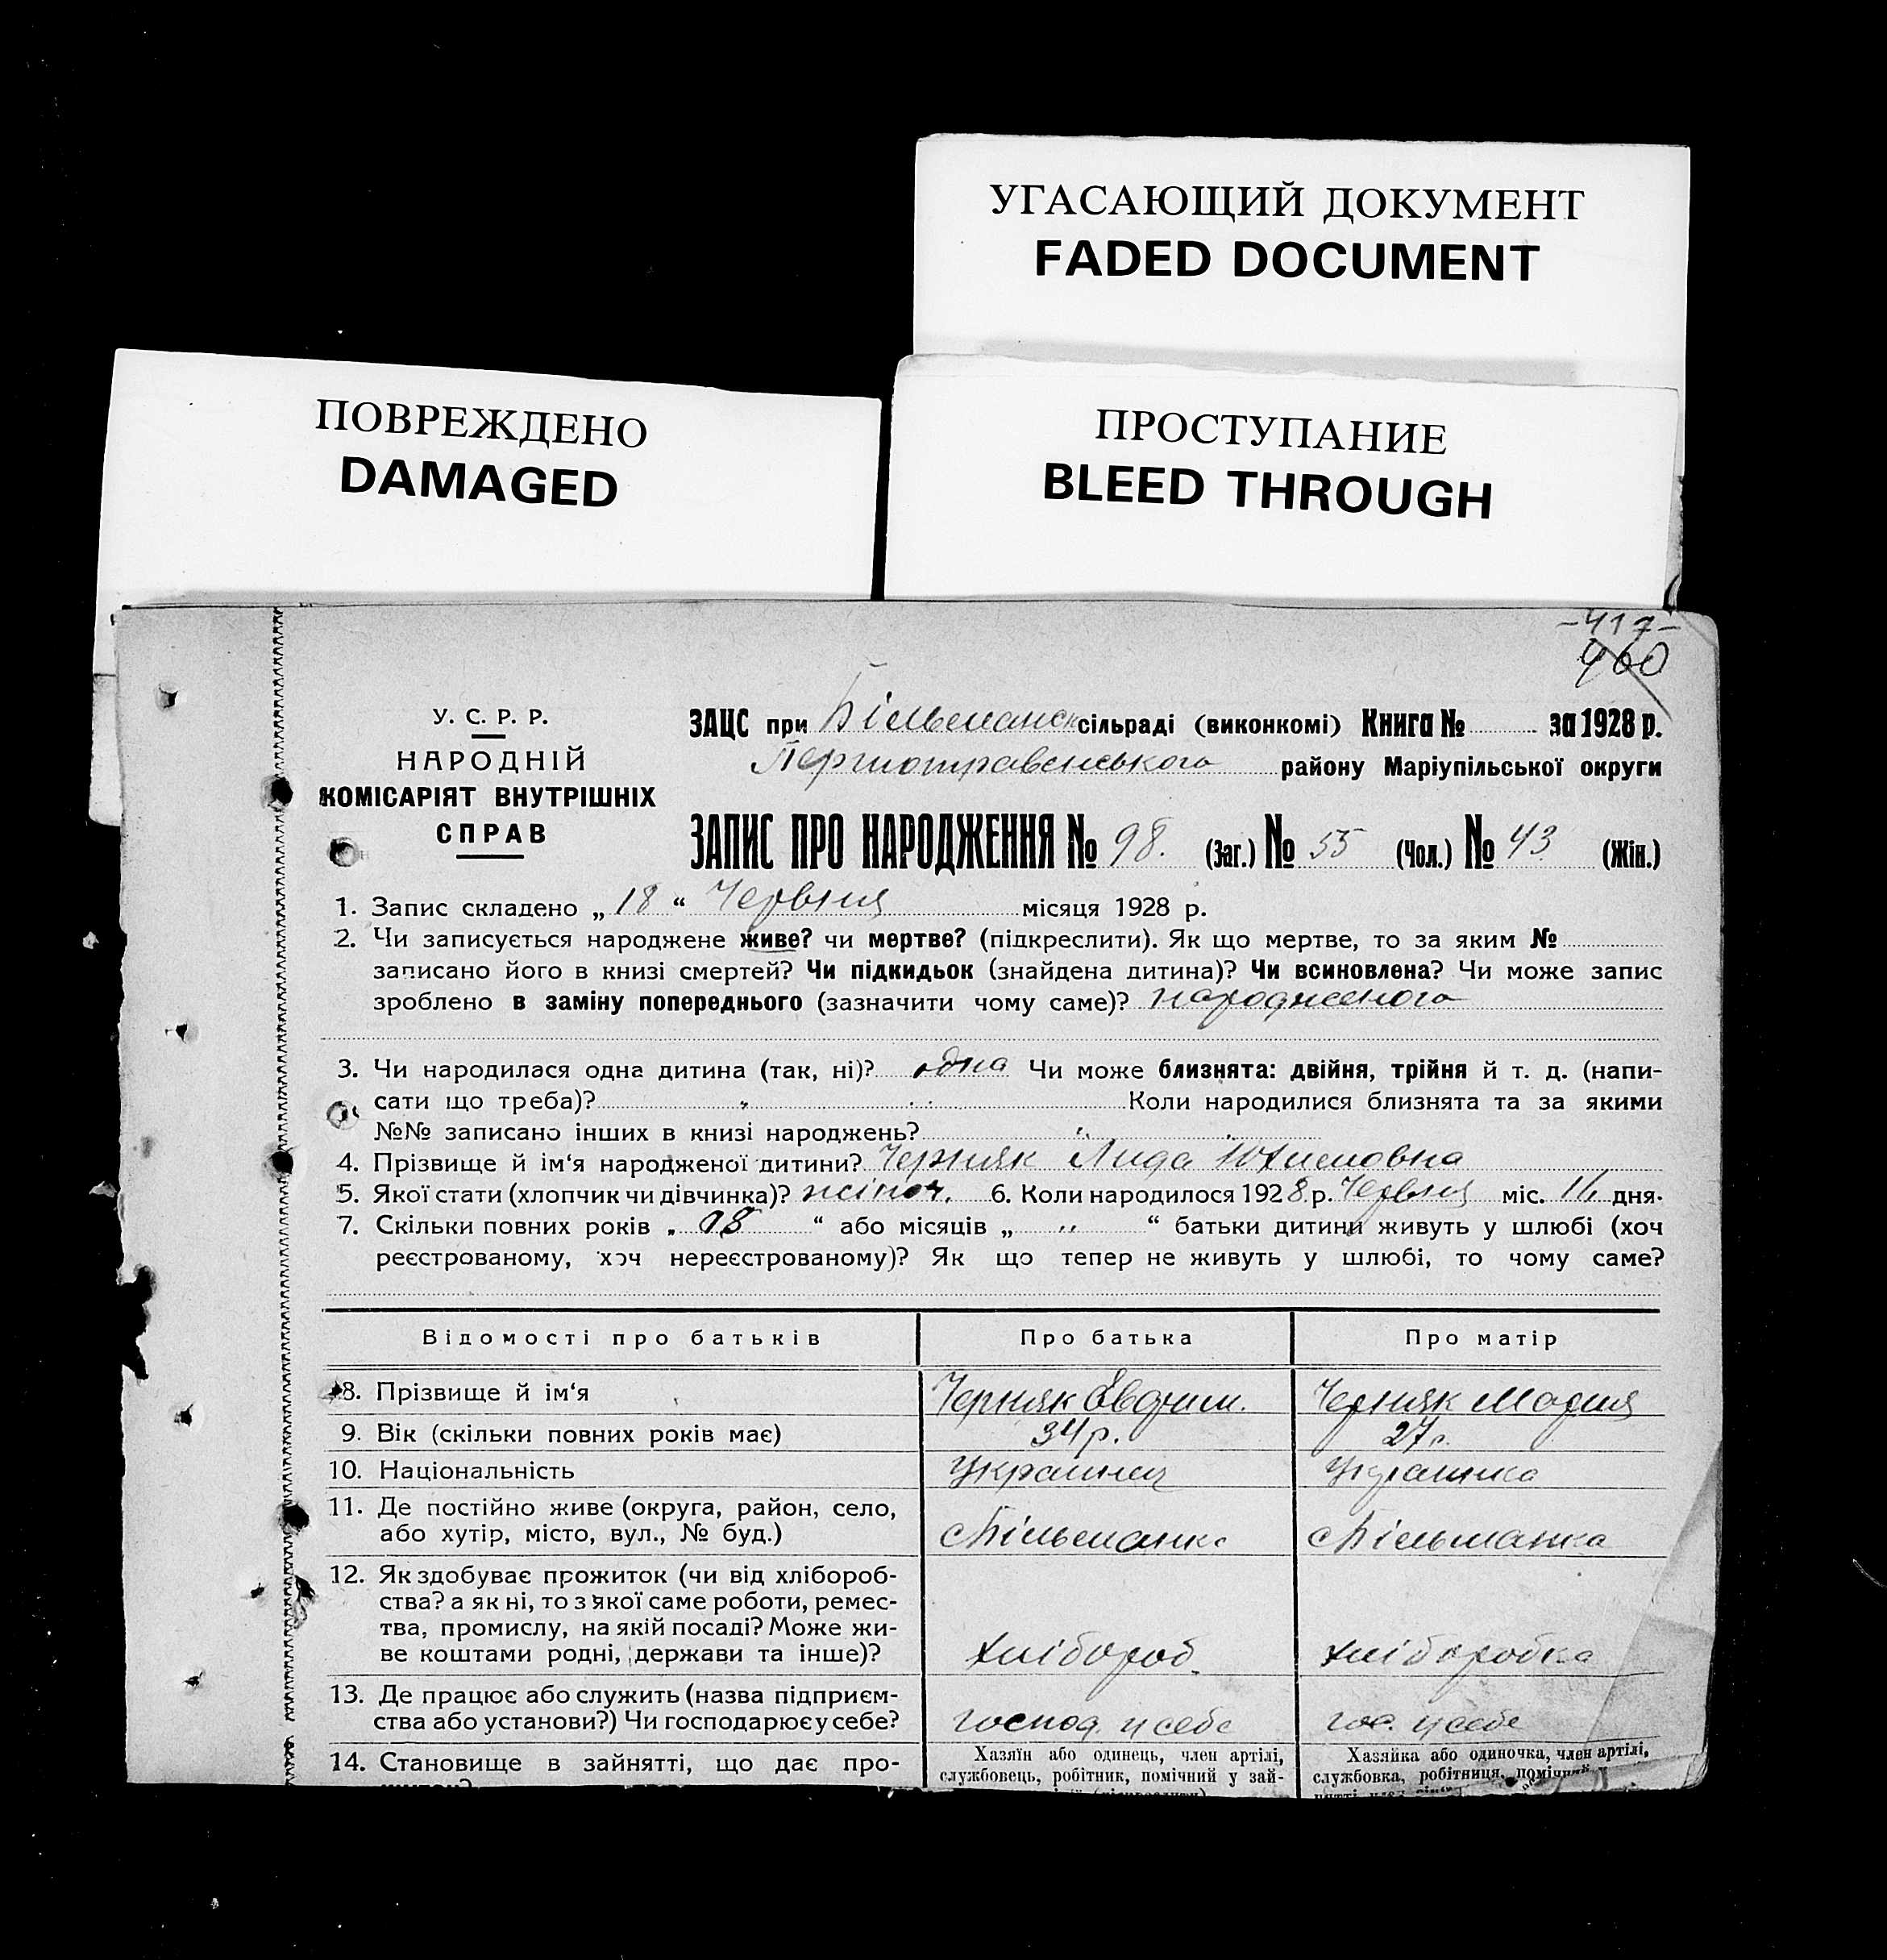 УГАСАЮЩИЙ ДОКУМЕНТ
FADED DOCUMENT
ПОВРЕЖДЕНО
DAMAGED
ПРОСТУПАНИЕ
BLEED THROUGH
-417-
460
У. С. Р. Р.
НАРОДНІЙ
КОМІСАРІЯТ ВНУТРІШНІХ
СПРАВ
ЗАЦС при Більманск сільраді (виконкомі) Книга № за 1928 р.
Першотравенського району Маріупільської округи
ЗАПИС ПРО НАРОДЖЕННЯ № 98. (Заг.) № 55 (Чол.) № 43 (Жін.)
1. Запис складено „ 18 “ Червня місяця 1928 р.
2. Чи записується народжене живе? чи мертве? (підкреслити). Як що мертве, то за яким №
записано його в книзі смертей? Чи підкидьок (знайдена дитина)? Чи всиновлена? Чи може запис
зроблено в заміну попереднього (зазначити чому саме)? народженого
3. Чи народилася одна дитина (так, ні)? одна Чи може близнята: двійня, трійня й т. д. (напи-
сати що треба)? Коли народилися близнята та за якими
№№ записано інших в книзі народжень?
4. Прізвище й ім‘я народженої дитини? Черняк Лида
5. Якої стати (хлопчик чи дівчинка)? жіноч. 6. Коли народилося 1928 р. Червня міс. 11. дня.
7. Скільки повних років „ 08 “ або місяців „ “ батьки дитини живуть у шлюбі (хоч
реєстрованому, хоч нереєстрованому)? Як що тепер не живуть у шлюбі, то чому саме?
Відомості про батьків Про батька Про матір
8. Прізвище й ім‘я Черняк Евдохим. Черняк Мария
9. Вік (скільки повних років має) 34 р. 27 р.
10. Національність Украинец Украинка
11. Де постійно живе (округа, район, село,
або хутір, місто, вул., № буд.) с Більманка с Більманка
12. Як здобуває прожиток (чи від хлібороб-
ства? а як ні, то з якої саме роботи, ремес-
тва, промислу, на якій посаді? Може жи-
ве коштами родні, держави та інше)? хлібороб. хліборобка
13. Де працює або служить (назва підприєм-
ства або установи?) Чи господарює у себе? господ. у себе гос. у себе
14. Становище в зайнятті, що дає про-
Хазяїн або одинець, член артілі,
службовець, робітник, помічний у зай-
Хазяйка або одиночка, член артілі,
службовка, робітниця, помічний у